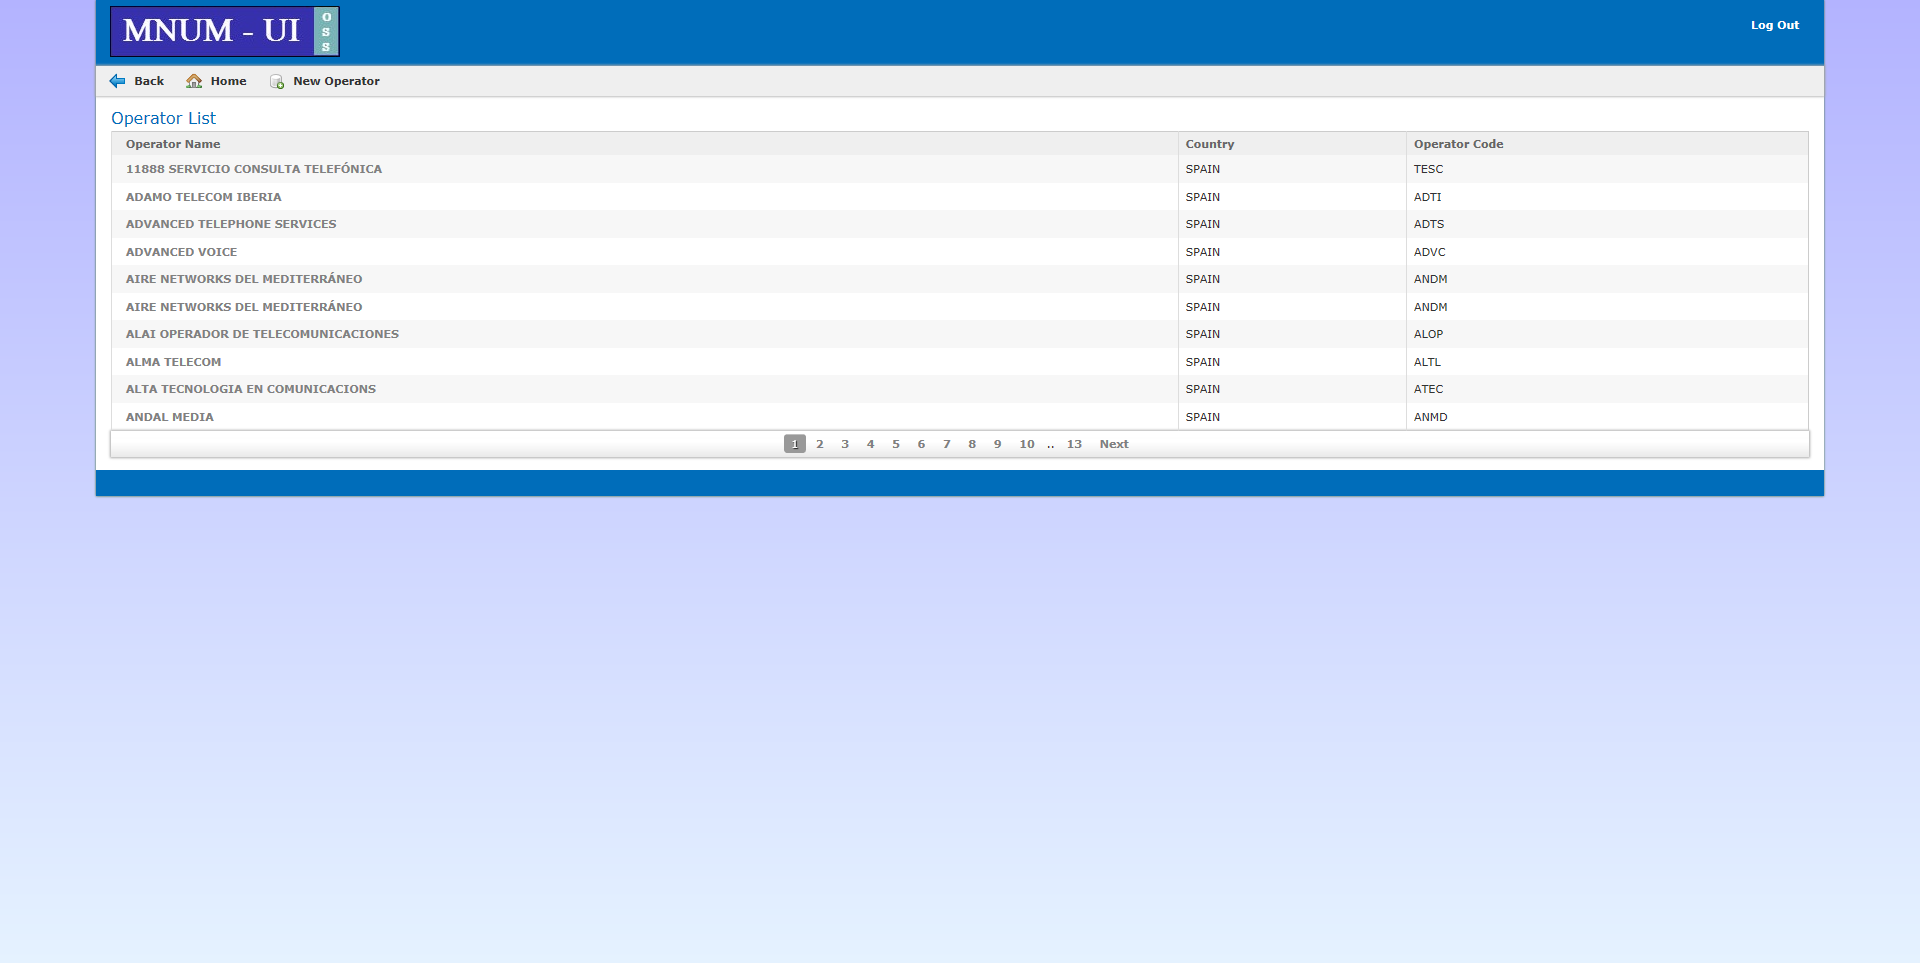 MNUM - UI OSS
Log Out
Back Home New Operator
Operator List
Operator Name Country Operator Code
11888 SERVICIO CONSULTA TELEFÓNICA SPAIN TESC
ADAMO TELECOM IBERIA SPAIN ADTI
ADVANCED TELEPHONE SERVICES SPAIN ADTS
ADVANCED VOICE SPAIN ADVC
AIRE NETWORKS DEL MEDITERRÁNEO SPAIN ANDM
AIRE NETWORKS DEL MEDITERRÁNEO SPAIN ANDM
ALAI OPERADOR DE TELECOMUNICACIONES SPAIN ALOP
ALMA TELECOM SPAIN ALTL
ALTA TECNOLOGIA EN COMUNICACIONS SPAIN ATEC
ANDAL MEDIA SPAIN ANMD
1 2 3 4 5 6 7 8 9 10 .. 13 Next